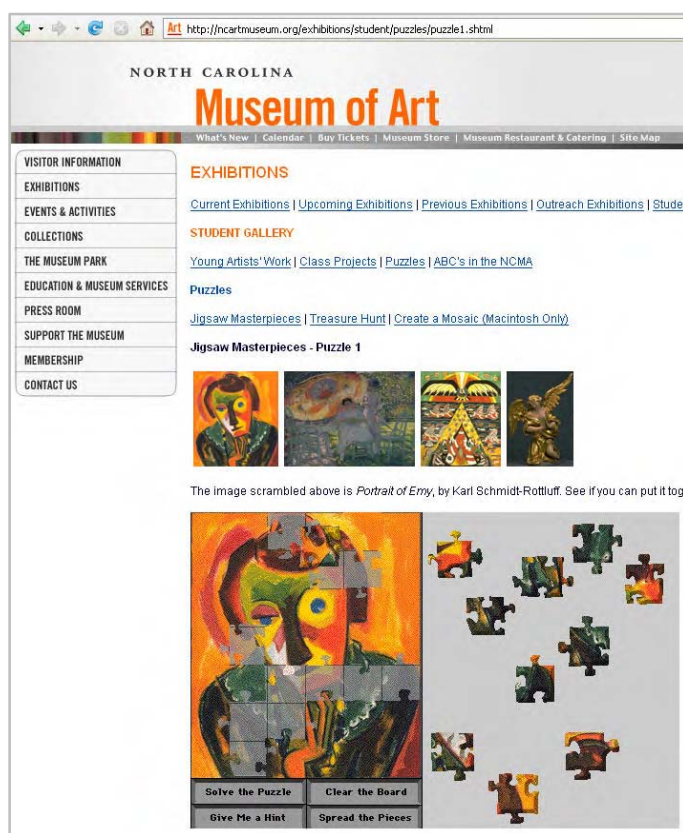 Art http://ncartmuseum.org/exhibitions/student/puzzles/puzzle1.shtml
NORTH CAROLINA
Museum of Art
What's New | Calendar | Buy Tickets | Museum Store | Museum Restaurant & Catering | Site Map
VISITOR INFORMATION
EXHIBITIONS
EVENTS & ACTIVITIES
COLLECTIONS
THE MUSEUM PARK
EDUCATION & MUSEUM SERVICES
PRESS ROOM
SUPPORT THE MUSEUM
MEMBERSHIP
CONTACT US
EXHIBITIONS
Current Exhibitions | Upcoming Exhibitions | Previous Exhibitions | Outreach Exhibitions | Stude
STUDENT GALLERY
Young Artists' Work | Class Projects | Puzzles | ABC's in the NCMA
Puzzles
Jigsaw Masterpieces | Treasure Hunt | Create a Mosaic (Macintosh Only)
Jigsaw Masterpieces - Puzzle 1
The image scrambled above is Portrait of Emy, by Karl Schmidt-Rottluff. See if you can put it tog
Solve the Puzzle Clear the Board
Give Me a Hint Spread the Pieces